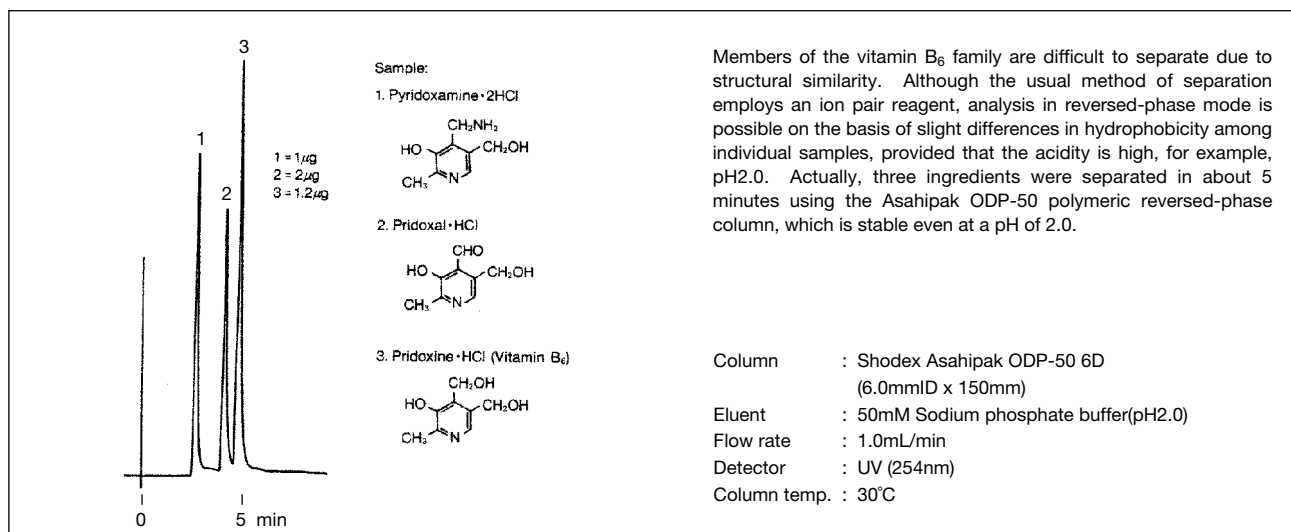 3
1
2
1 = 1μg
2 = 2μg
3 = 1.2μg
0
5 min
Sample:
1. Pyridoxamine•2HCl
CH₂NH₂
HO
CH₂OH
CH₃
N
2. Pridoxal•HCl
CHO
HO
CH₂OH
CH₃
N
3. Pridoxine•HCl (Vitamin B₆)
CH₂OH
HO
CH₂OH
CH₃
N
Members of the vitamin B₆ family are difficult to separate due to
structural similarity. Although the usual method of separation
employs an ion pair reagent, analysis in reversed-phase mode is
possible on the basis of slight differences in hydrophobicity among
individual samples, provided that the acidity is high, for example,
pH2.0. Actually, three ingredients were separated in about 5
minutes using the Asahipak ODP-50 polymeric reversed-phase
column, which is stable even at a pH of 2.0.
Column : Shodex Asahipak ODP-50 6D
(6.0mmID x 150mm)
Eluent : 50mM Sodium phosphate buffer(pH2.0)
Flow rate : 1.0mL/min
Detector : UV (254nm)
Column temp. : 30℃